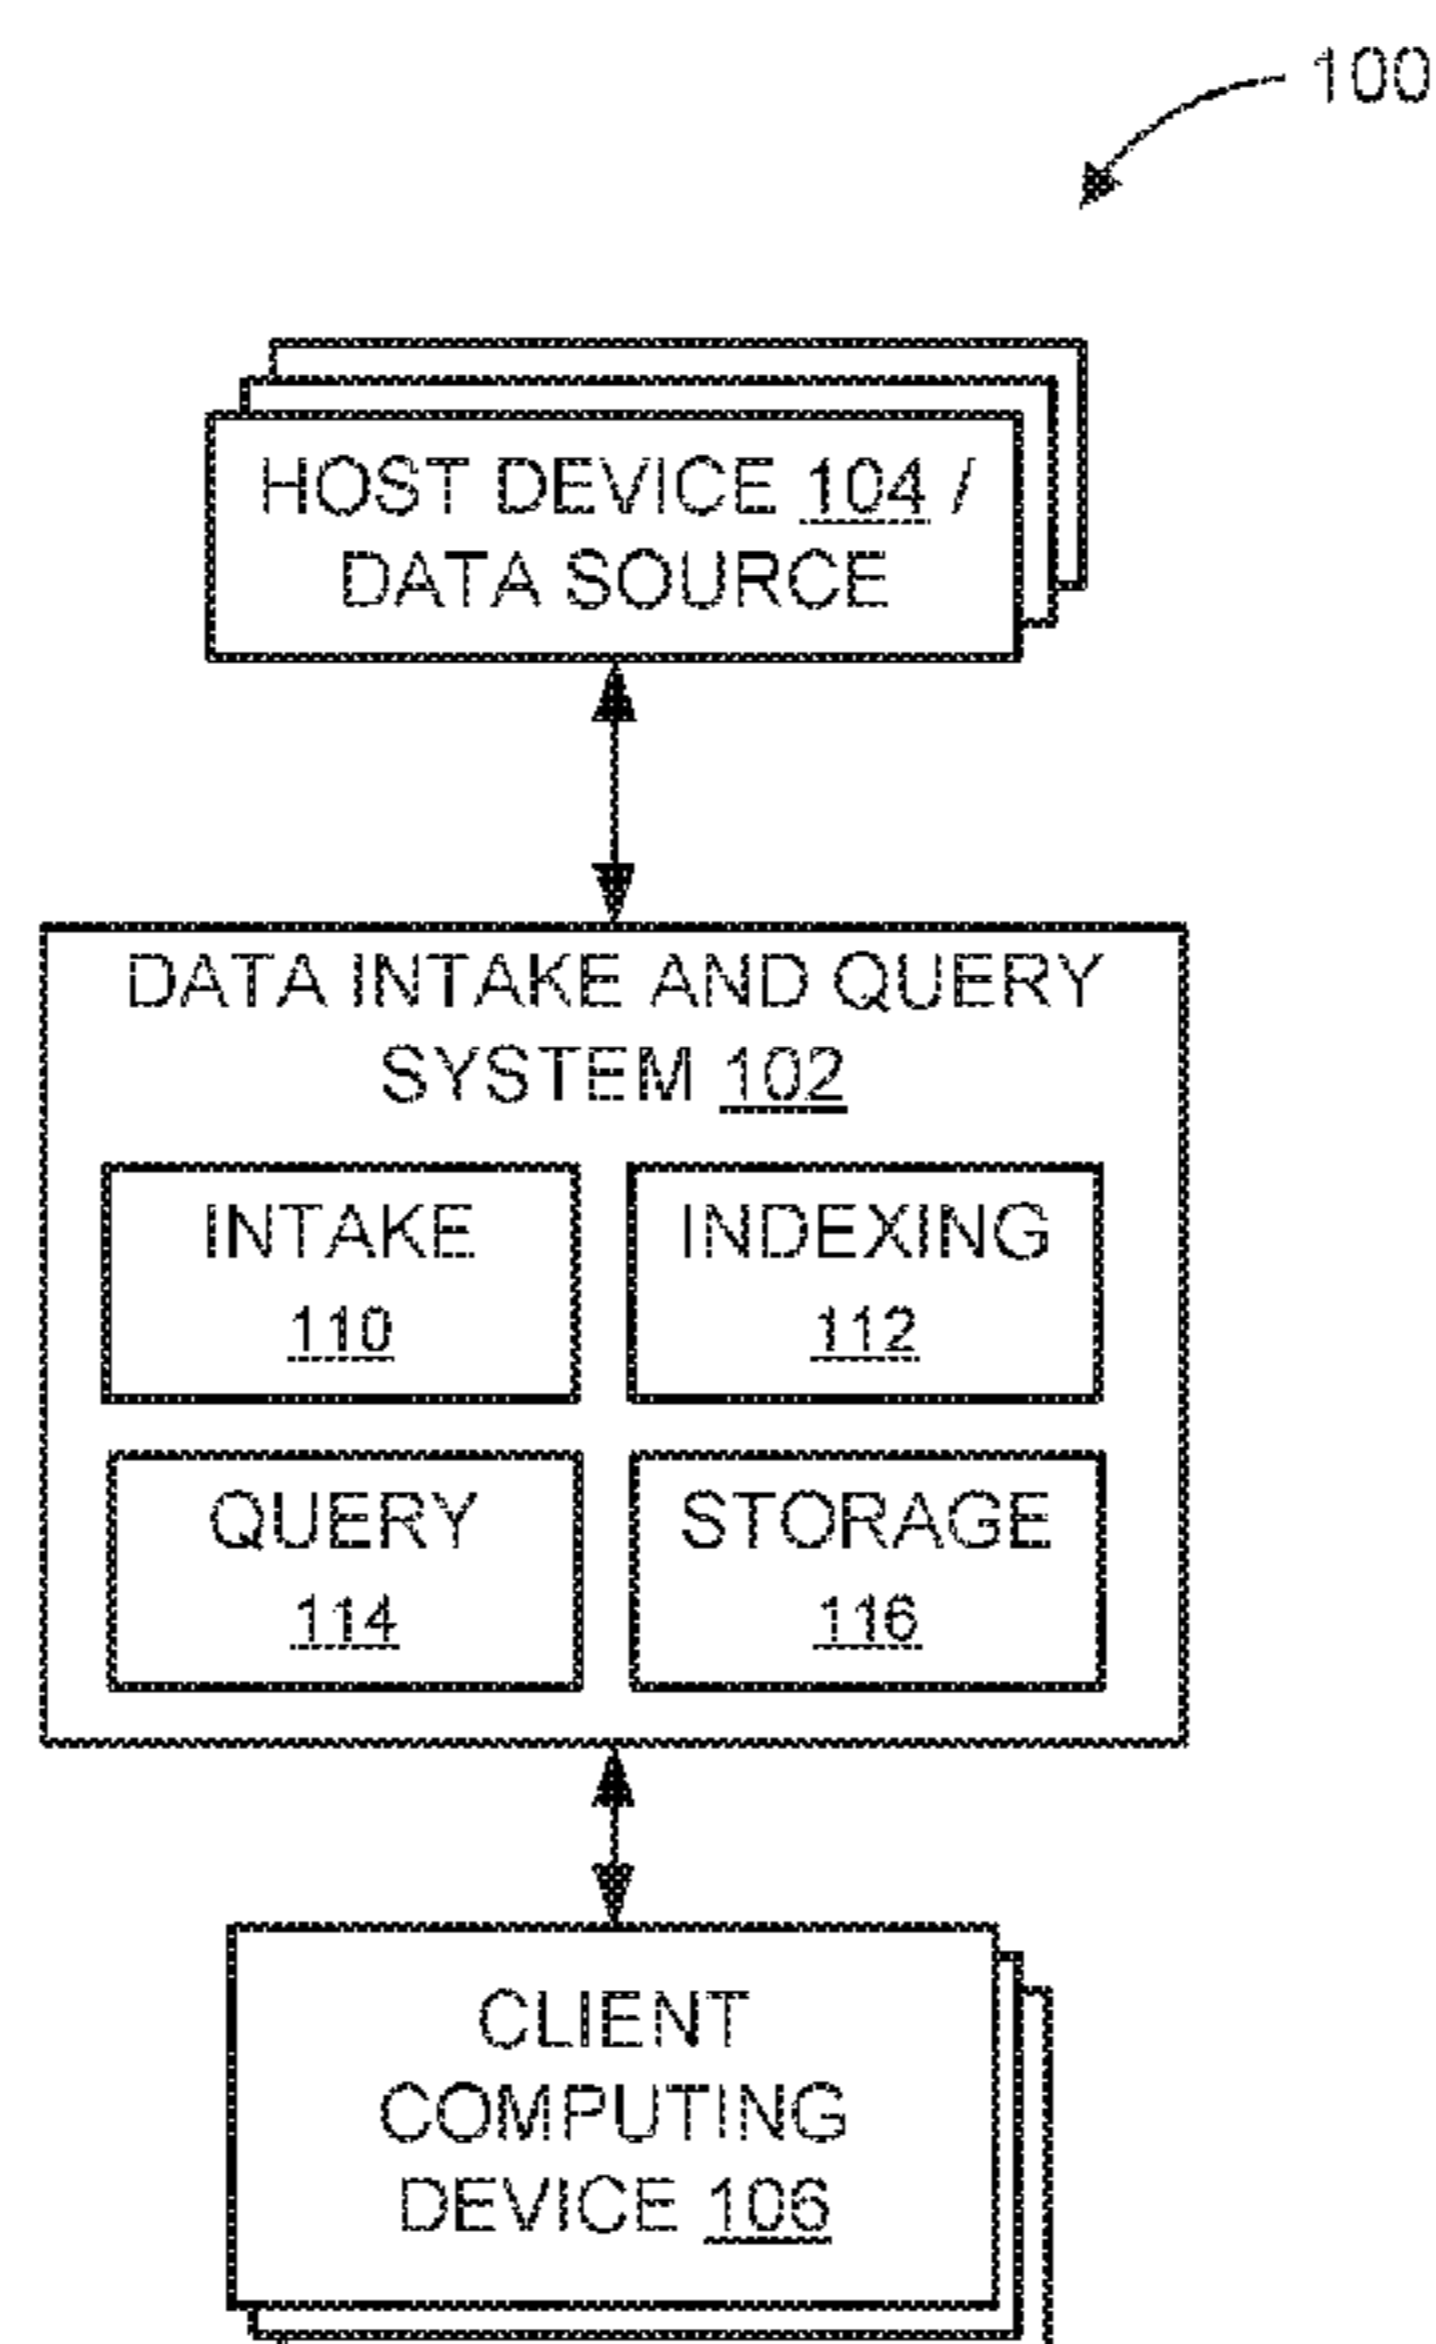 100
HOST DEVICE 104 /
DATA SOURCE
DATA INTAKE AND QUERY
SYSTEM 102
INTAKE
110
INDEXING
112
QUERY
114
STORAGE
116
CLIENT
COMPUTING
DEVICE 106